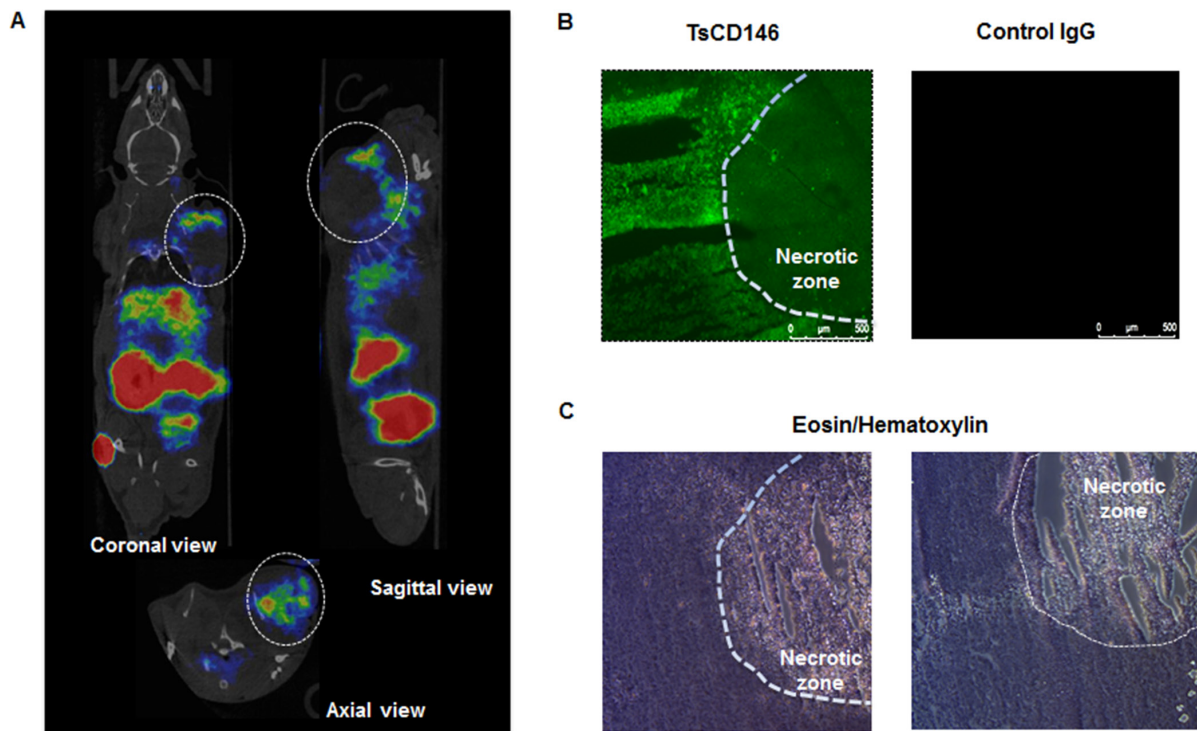 A
Coronal view
Sagittal view
Axial view
B
TsCD146
Control IgG
Necrotic
zone
0 µm 500
0 µm 500
C
Eosin/Hematoxylin
Necrotic
zone
Necrotic
zone